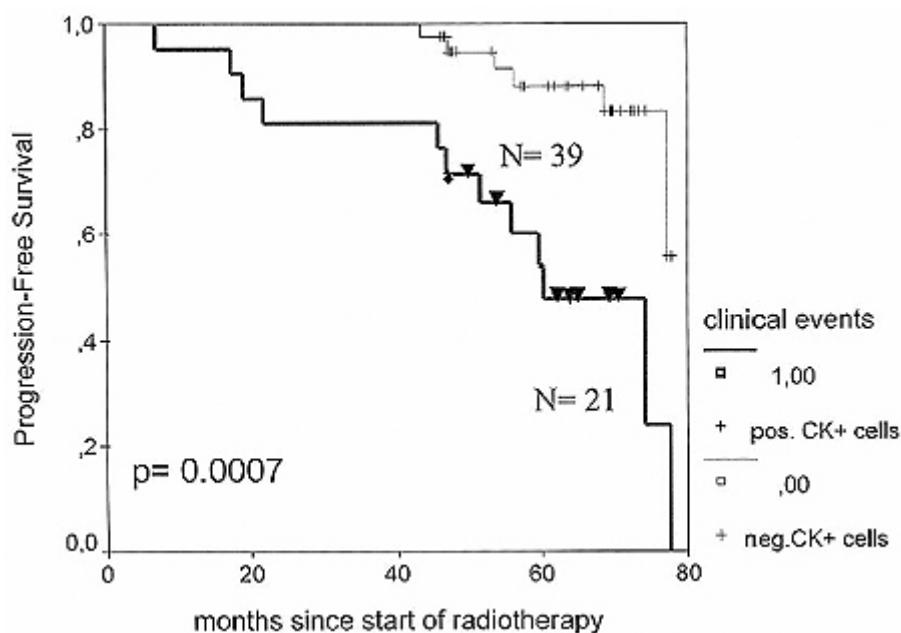 1,0
,8
,6
,4
,2
0,0
Progression-Free Survival
N= 39
N= 21
p= 0.0007
0
20
40
60
80
months since start of radiotherapy
clinical events
1,00
pos. CK+ cells
,00
neg.CK+ cells